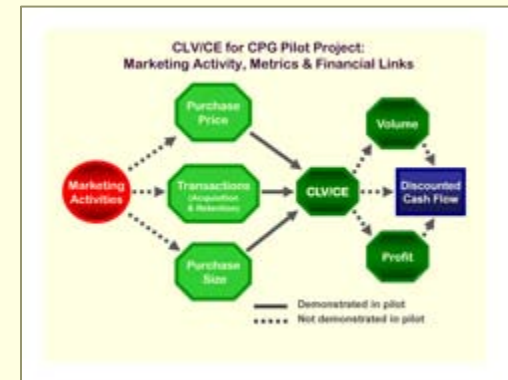 CLV/CE for CPG Pilot Project:
Marketing Activity, Metrics & Financial Links
Purchase
Price
Volume
Marketing
Activities
Transactions
(Acquisition
& Retention)
CLV/CE
Discounted
Cash Flow
Purchase
Size
Profit
Demonstrated in pilot
Not demonstrated in pilot